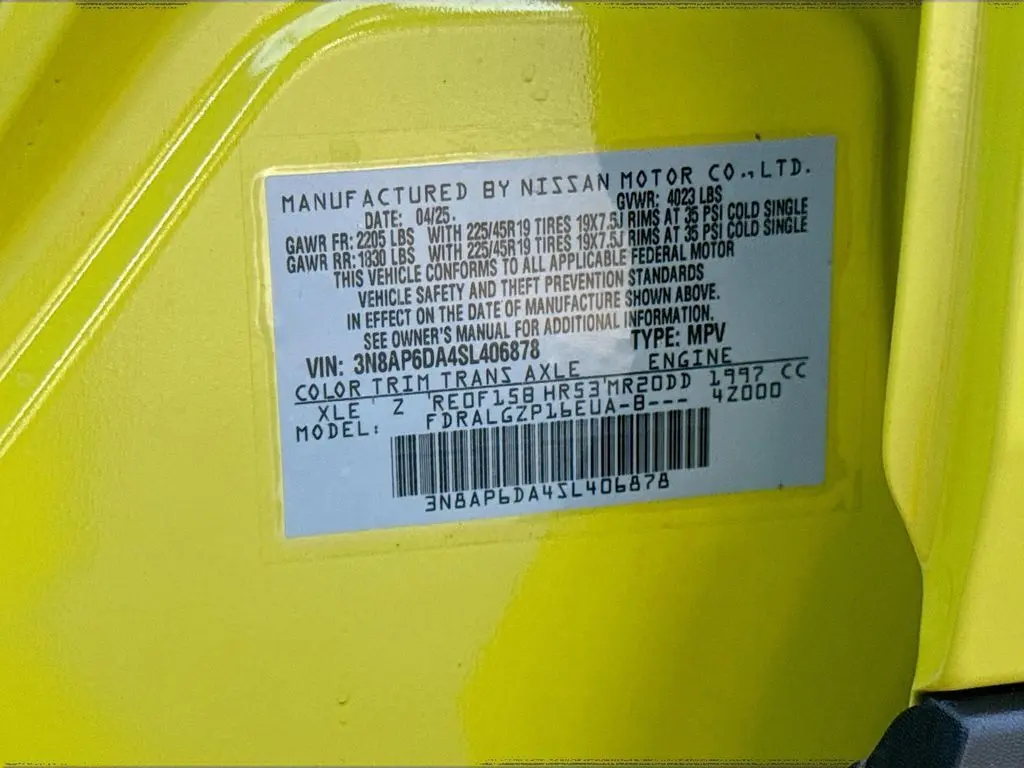 MANUFACTURED BY NISSAN MOTOR CO.,LTD.
DATE: 04/25. GVWR: 4023 LBS
GAWR FR: 2205 LBS WITH 225/45R19 TIRES 19X7.5J RIMS AT 35 PSI COLD SINGLE
GAWR RR: 1830 LBS WITH 225/45R19 TIRES 19X7.5J RIMS AT 35 PSI COLD SINGLE
THIS VEHICLE CONFORMS TO ALL APPLICABLE FEDERAL MOTOR
VEHICLE SAFETY AND THEFT PREVENTION STANDARDS
IN EFFECT ON THE DATE OF MANUFACTURE SHOWN ABOVE.
SEE OWNER'S MANUAL FOR ADDITIONAL INFORMATION.
VIN: 3N8AP6DA4SL406878 TYPE: MPV
COLOR TRIM TRANS AXLE ENGINE
XLE Z RE0F15B HR53 MR20DD 1997 CC
MODEL: FDRALGZP16EUA-B--- 42000
3N8AP6DA4SL406878